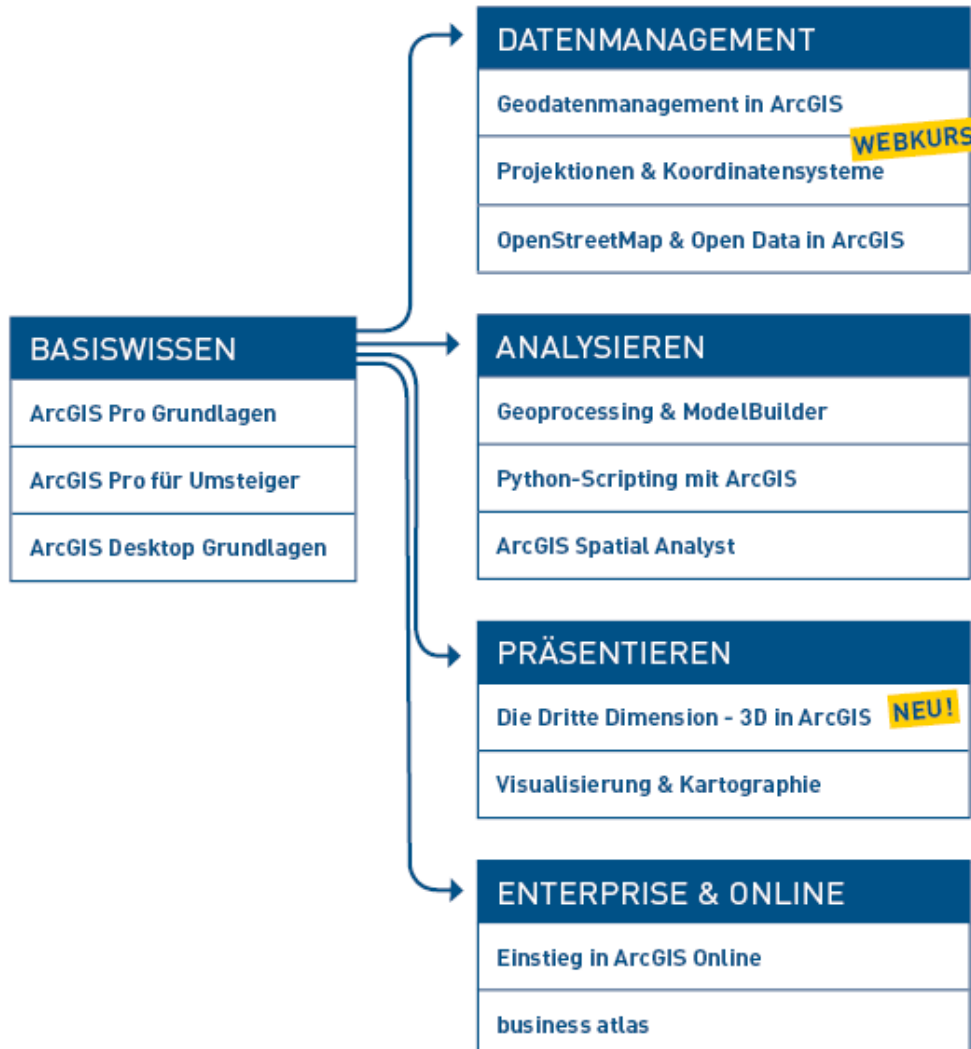 BASISWISSEN
ArcGIS Pro Grundlagen
ArcGIS Pro für Umsteiger
ArcGIS Desktop Grundlagen
DATENMANAGEMENT
Geodatenmanagement in ArcGIS
WEBKURS
Projektionen & Koordinatensysteme
OpenStreetMap & Open Data in ArcGIS
ANALYSIEREN
Geoprocessing & ModelBuilder
Python-Scripting mit ArcGIS
ArcGIS Spatial Analyst
PRÄSENTIEREN
Die Dritte Dimension - 3D in ArcGIS NEU!
Visualisierung & Kartographie
ENTERPRISE & ONLINE
Einstieg in ArcGIS Online
business atlas